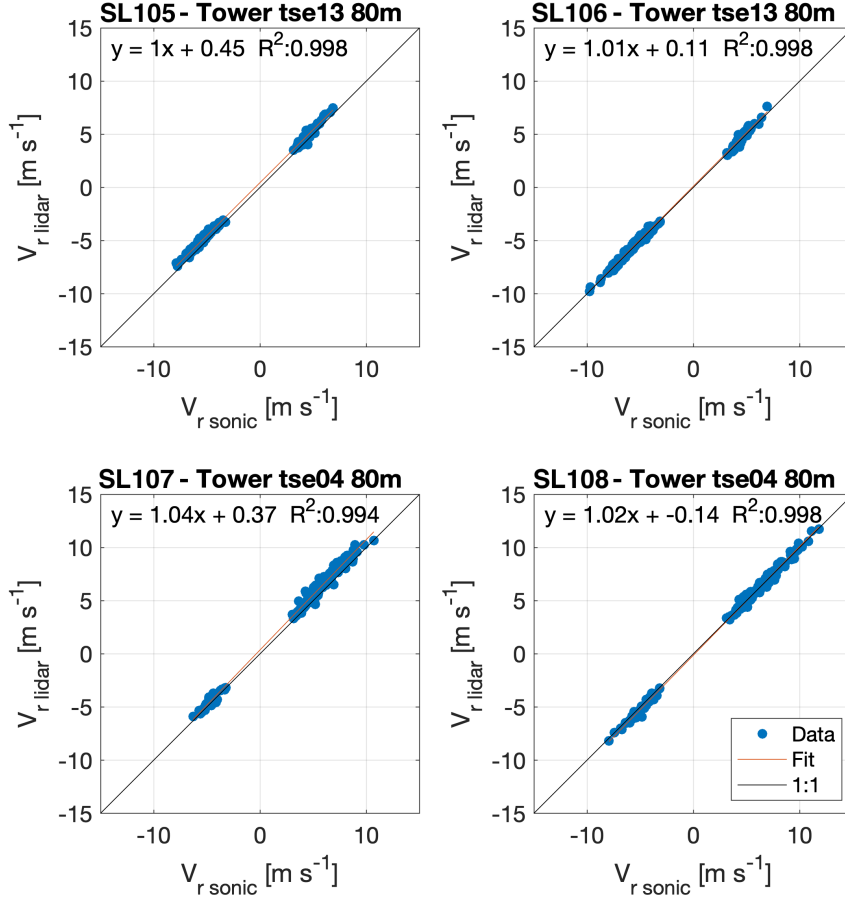 SL105 - Tower tse13 80m
y = 1x + 0.45 R²:0.998
15
10
5
0
-5
-10
-15
-10 0 10
V_r lidar [m s⁻¹]
V_r sonic [m s⁻¹]
SL106 - Tower tse13 80m
y = 1.01x + 0.11 R²:0.998
15
10
5
0
-5
-10
-15
-10 0 10
V_r lidar [m s⁻¹]
V_r sonic [m s⁻¹]
SL107 - Tower tse04 80m
y = 1.04x + 0.37 R²:0.994
15
10
5
0
-5
-10
-15
-10 0 10
V_r lidar [m s⁻¹]
V_r sonic [m s⁻¹]
SL108 - Tower tse04 80m
y = 1.02x + -0.14 R²:0.998
15
10
5
0
-5
-10
-15
-10 0 10
V_r lidar [m s⁻¹]
V_r sonic [m s⁻¹]
Data
Fit
1:1